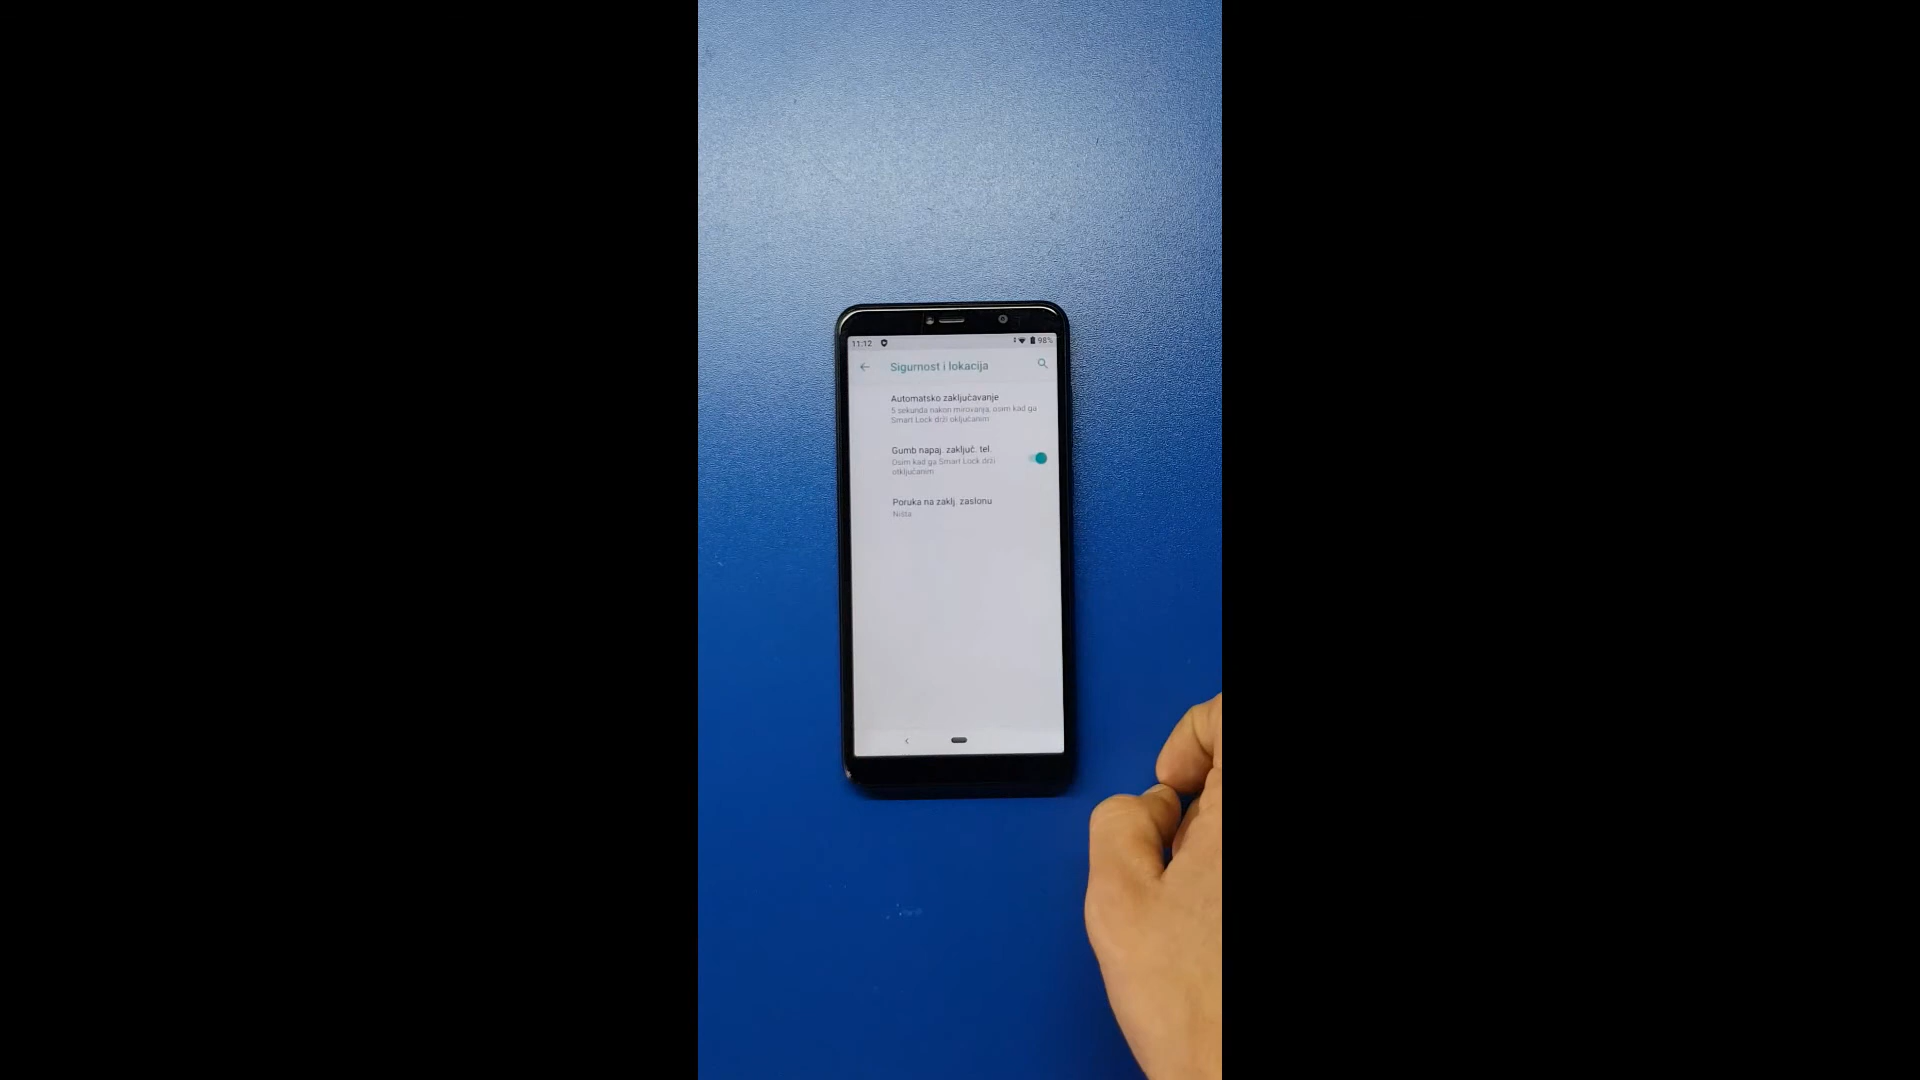 11:12 98%
Sigurnost i lokacija
Automatsko zaključavanje
5 sekunda nakon mirovanja, osim kad ga
Smart Lock drži otključanim
Gumb napaj. zaključ. tel.
Osim kad ga Smart Lock drži
otključanim
Poruka na zaklj. zaslonu
Ništa